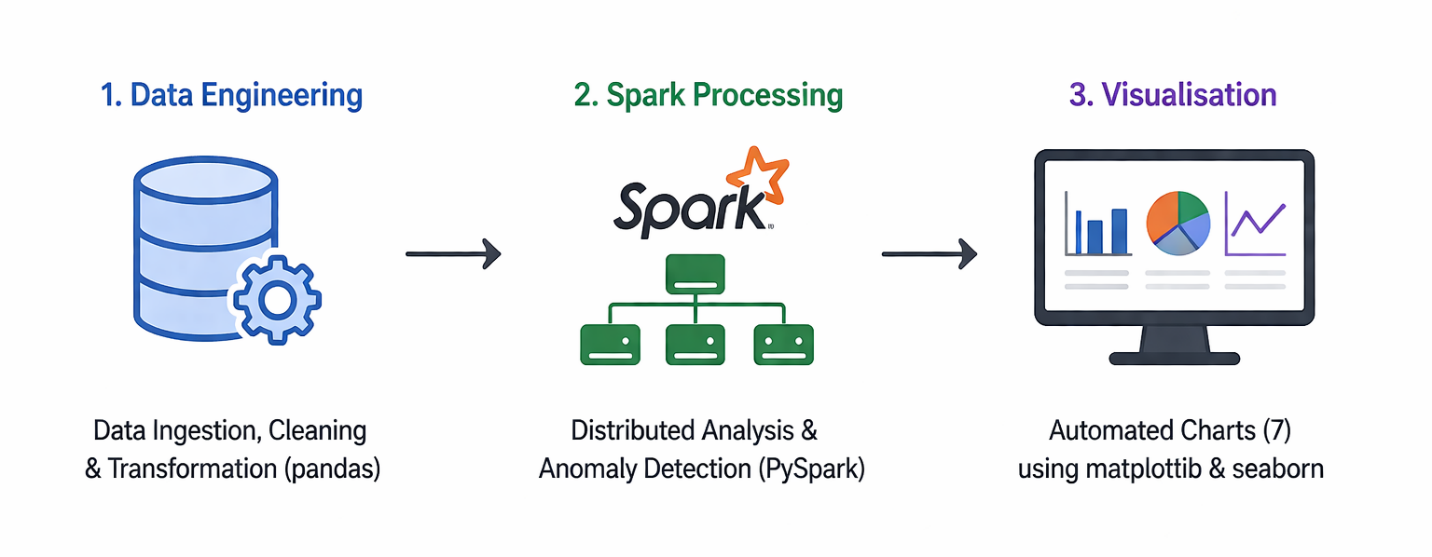 1. Data Engineering
2. Spark Processing
3. Visualisation
Spark
Data Ingestion, Cleaning
& Transformation (pandas)
Distributed Analysis &
Anomaly Detection (PySpark)
Automated Charts (7)
using matplottib & seaborn